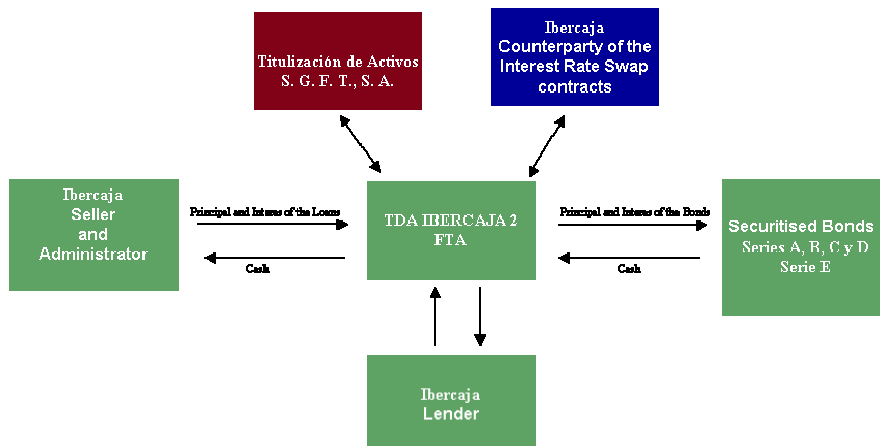 Titulización de Activos
S. G. F. T., S. A.
Ibercaja
Counterparty of the
Interest Rate Swap
contracts
Ibercaja
Seller
and
Administrator
Principal and Interes of the Loans
Cash
TDA IBERCAJA 2
FTA
Principal and Interes of the Bonds
Cash
Securitised Bonds
Series A, B, C y D
Serie E
Ibercaja
Lender